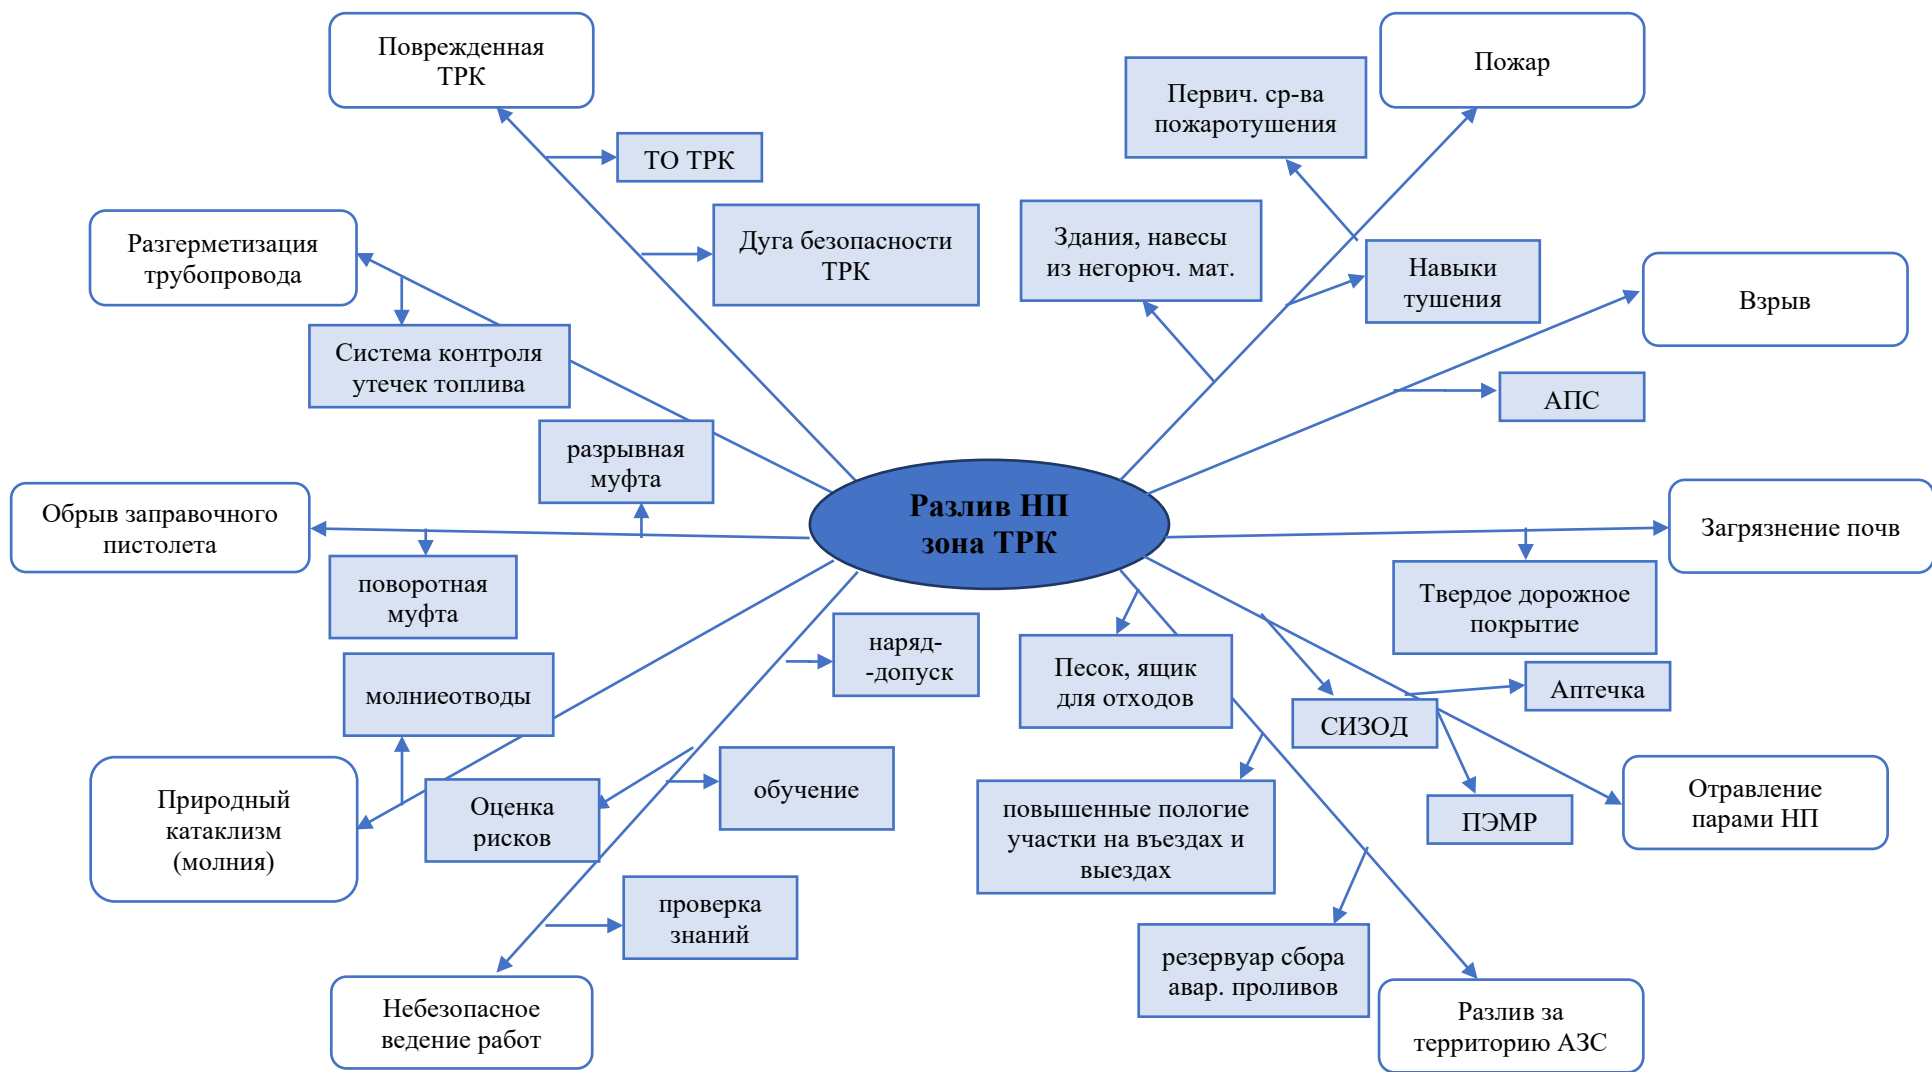 Поврежденная
ТРК
Пожар
Первич. ср-ва
пожаротушения
ТО ТРК
Разгерметизация
трубопровода
Дуга безопасности
ТРК
Здания, навесы
из негорюч. мат.
Навыки
тушения
Взрыв
Система контроля
утечек топлива
АПС
разрывная
муфта
Обрыв заправочного
пистолета
Разлив НП
зона ТРК
Загрязнение почв
поворотная
муфта
Твердое дорожное
покрытие
наряд-
-допуск
Песок, ящик
для отходов
молниеотводы
СИЗОД
Аптечка
Природный
катаклизм
(молния)
Оценка
рисков
обучение
повышенные пологие
участки на въездах и
выездах
ПЭМР
Отравление
парами НП
проверка
знаний
резервуар сбора
авар. проливов
Небезопасное
ведение работ
Разлив за
территорию АЗС